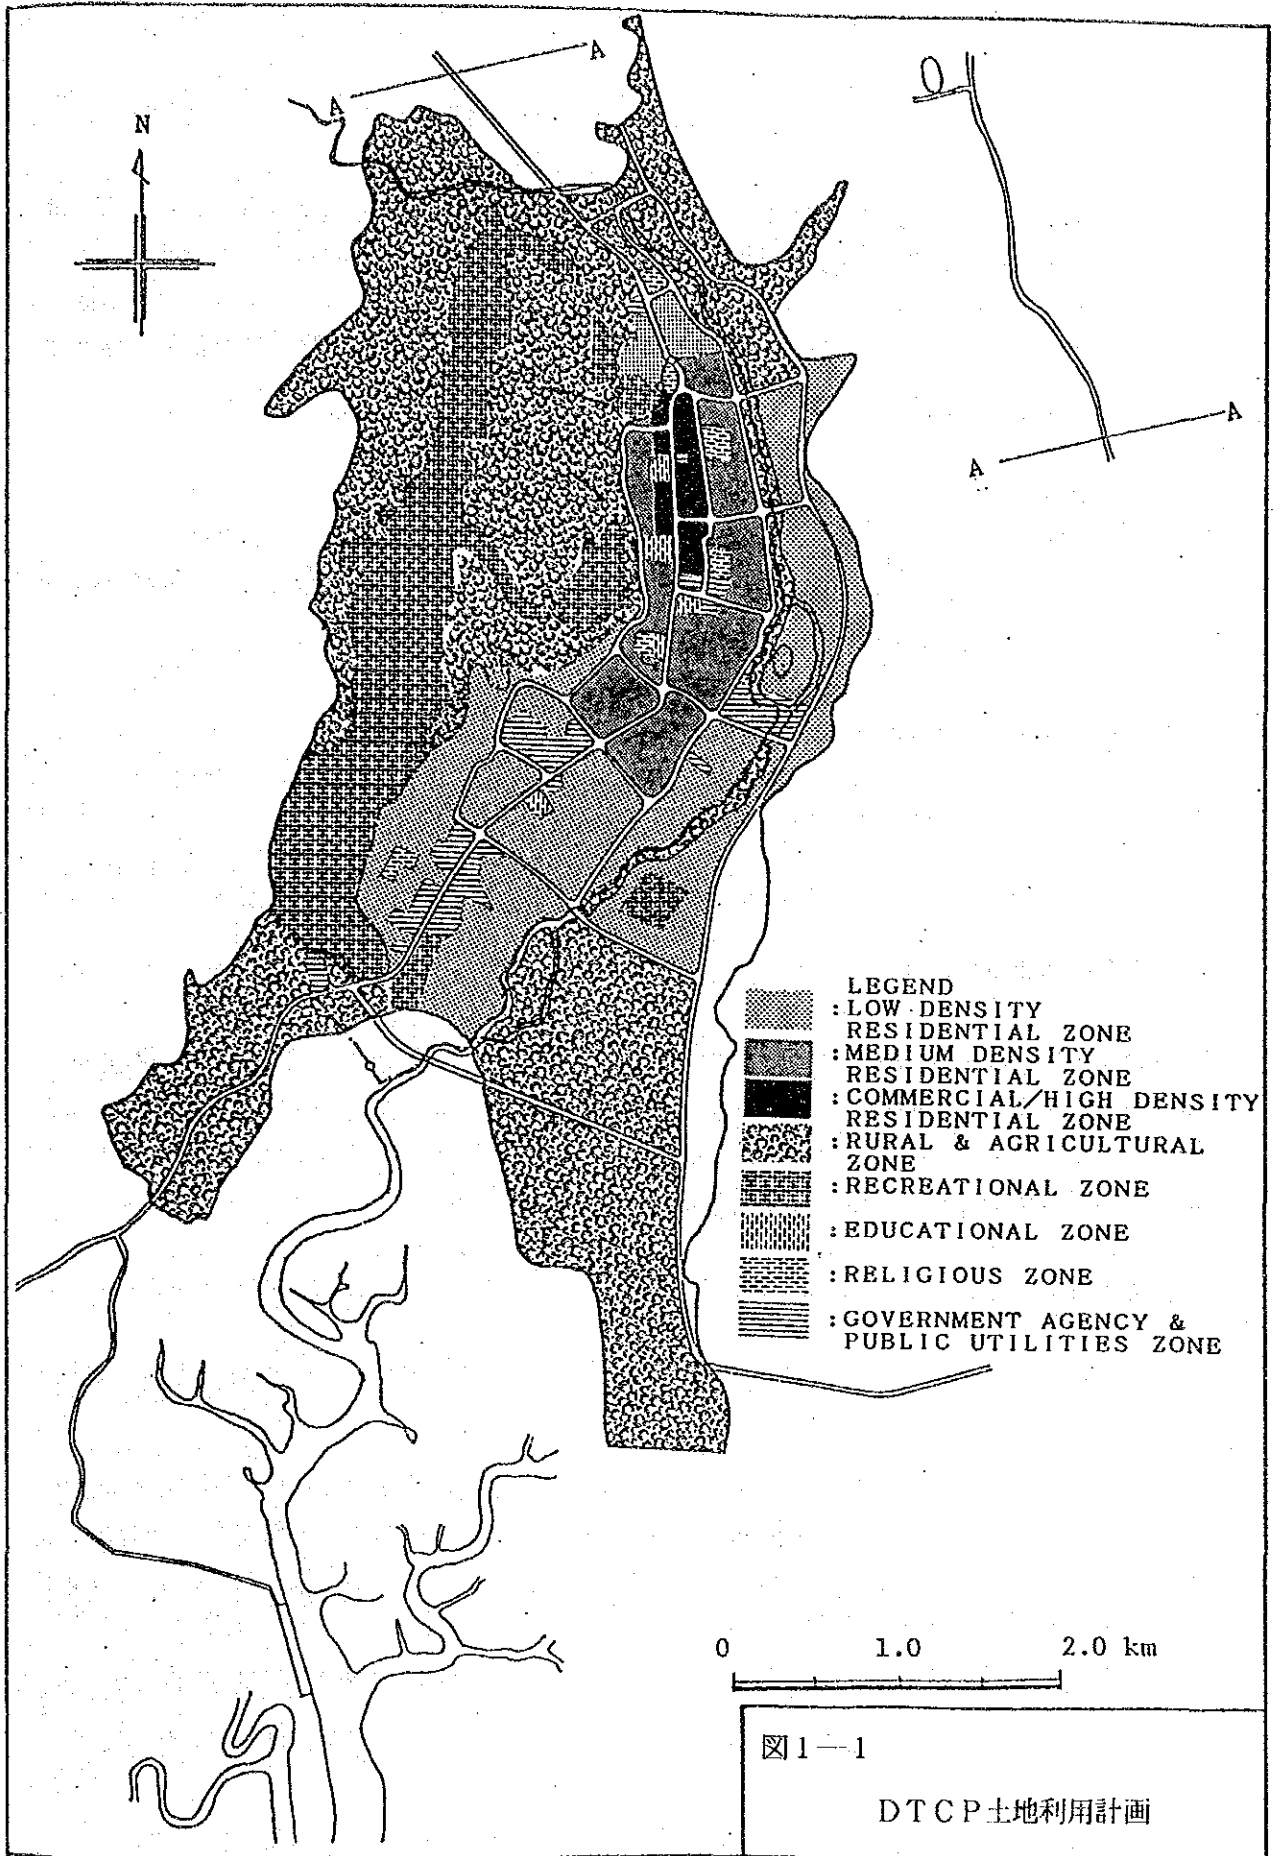 A
A
N
A
A
LEGEND
: LOW DENSITY
RESIDENTIAL ZONE
: MEDIUM DENSITY
RESIDENTIAL ZONE
: COMMERCIAL/HIGH DENSITY
RESIDENTIAL ZONE
: RURAL & AGRICULTURAL
ZONE
: RECREATIONAL ZONE
: EDUCATIONAL ZONE
: RELIGIOUS ZONE
: GOVERNMENT AGENCY &
PUBLIC UTILITIES ZONE
0 1.0 2.0 km
図1－1
DTCP土地利用計画